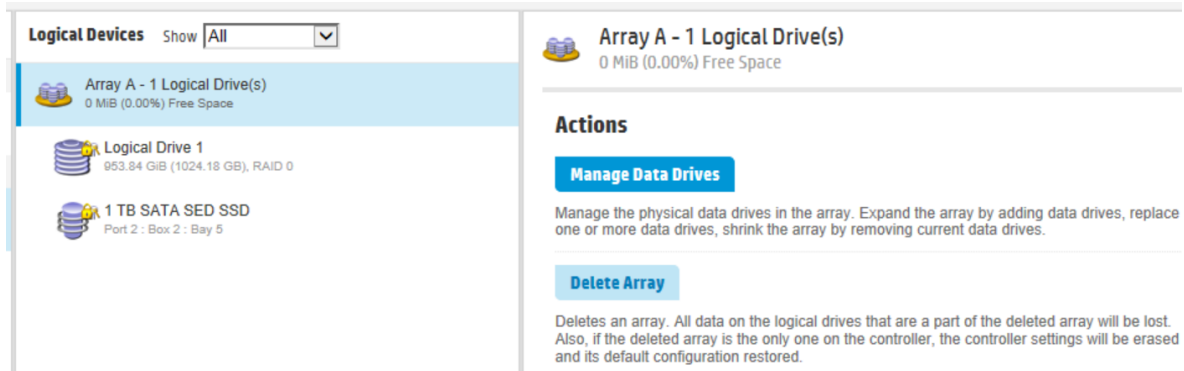 Logical Devices Show All
Array A - 1 Logical Drive(s)
0 MiB (0.00%) Free Space
Logical Drive 1
953.84 GiB (1024.18 GB), RAID 0
1 TB SATA SED SSD
Port 2 : Box 2 : Bay 5
Array A - 1 Logical Drive(s)
0 MiB (0.00%) Free Space
Actions
Manage Data Drives
Manage the physical data drives in the array. Expand the array by adding data drives, replace
one or more data drives, shrink the array by removing current data drives.
Delete Array
Deletes an array. All data on the logical drives that are a part of the deleted array will be lost.
Also, if the deleted array is the only one on the controller, the controller settings will be erased
and its default configuration restored.